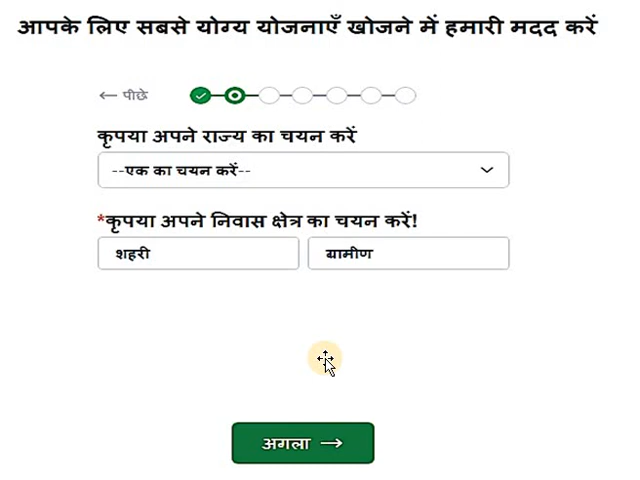 आपके लिए सबसे योग्य योजनाएँ खोजने में हमारी मदद करें
← पीछे
कृपया अपने राज्य का चयन करें
--एक का चयन करें--
*कृपया अपने निवास क्षेत्र का चयन करें!
शहरी ग्रामीण
अगला →